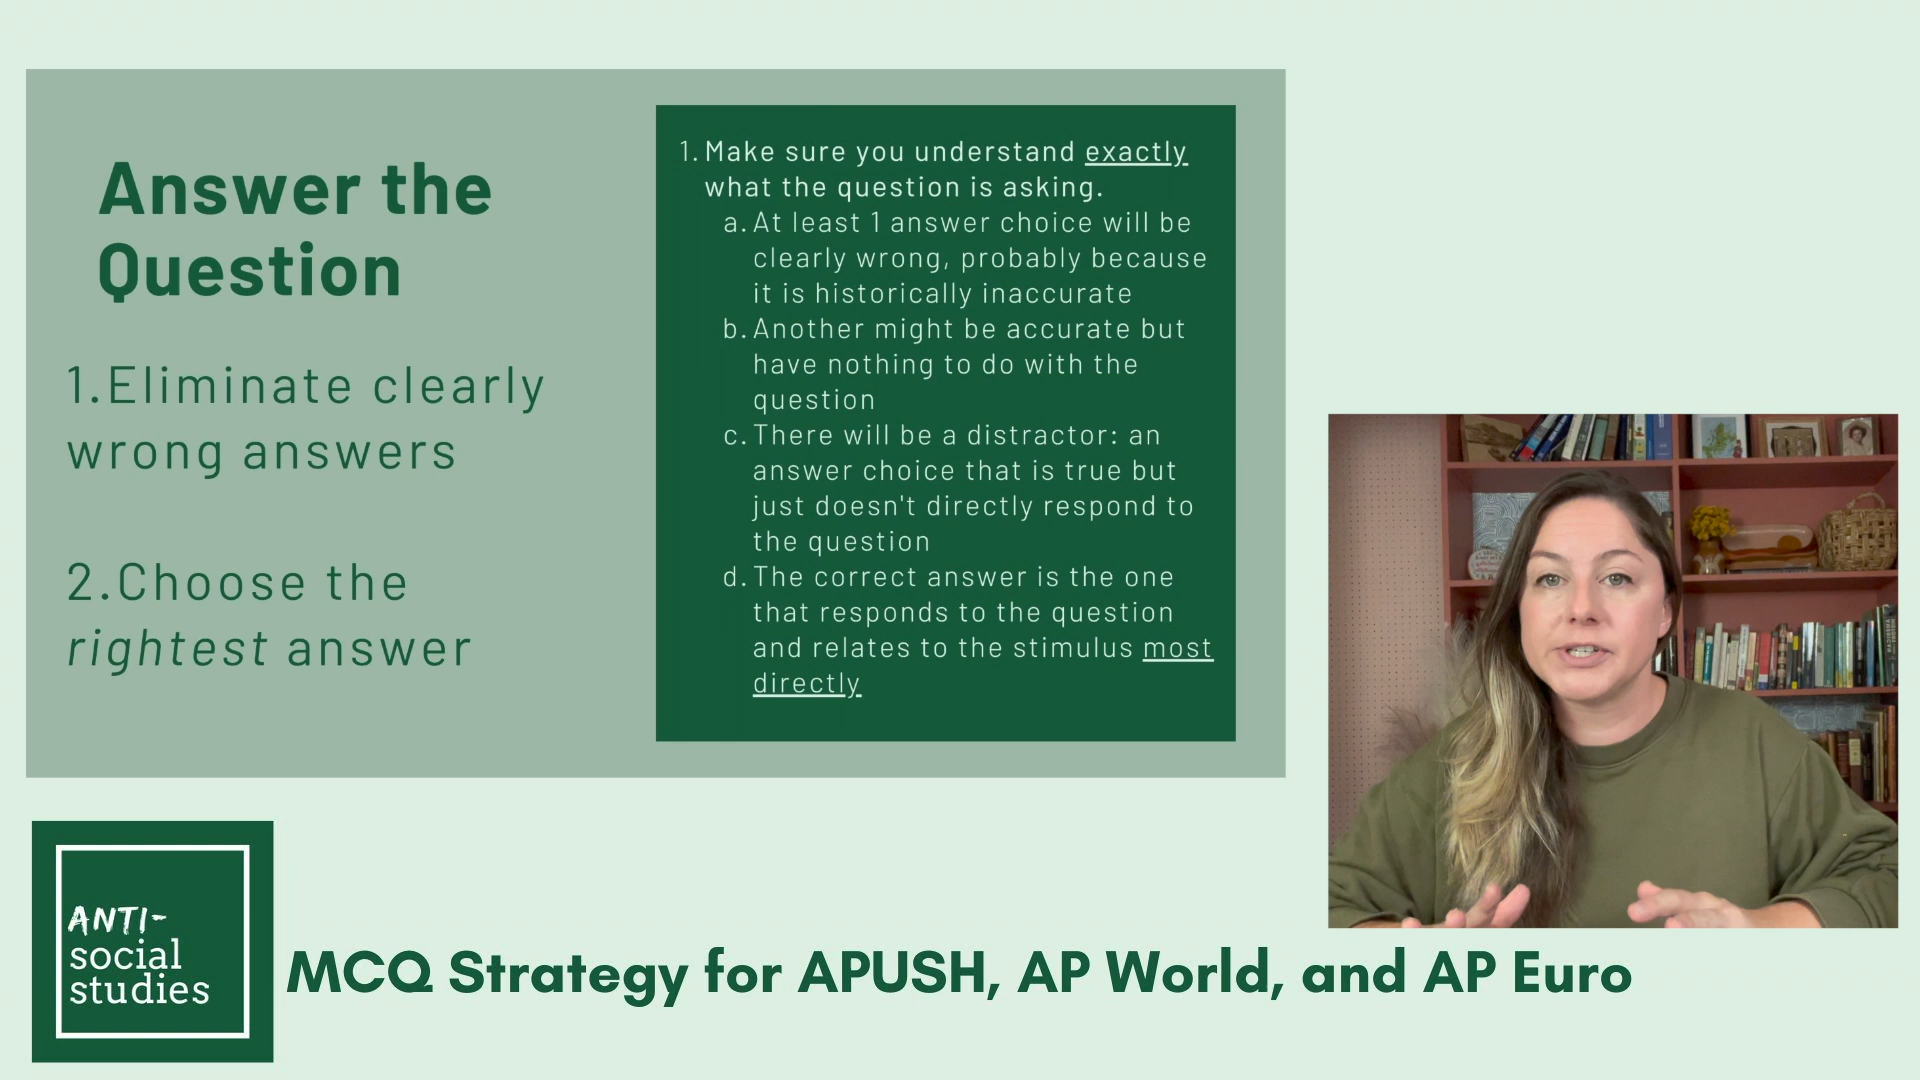 Answer the
Question
1.Eliminate clearly
wrong answers
2.Choose the
rightest answer
1. Make sure you understand exactly
what the question is asking.
a. At least 1 answer choice will be
clearly wrong, probably because
it is historically inaccurate
b. Another might be accurate but
have nothing to do with the
question
c. There will be a distractor: an
answer choice that is true but
just doesn't directly respond to
the question
d. The correct answer is the one
that responds to the question
and relates to the stimulus most
directly
ANTI-
social
studies
MCQ Strategy for APUSH, AP World, and AP Euro